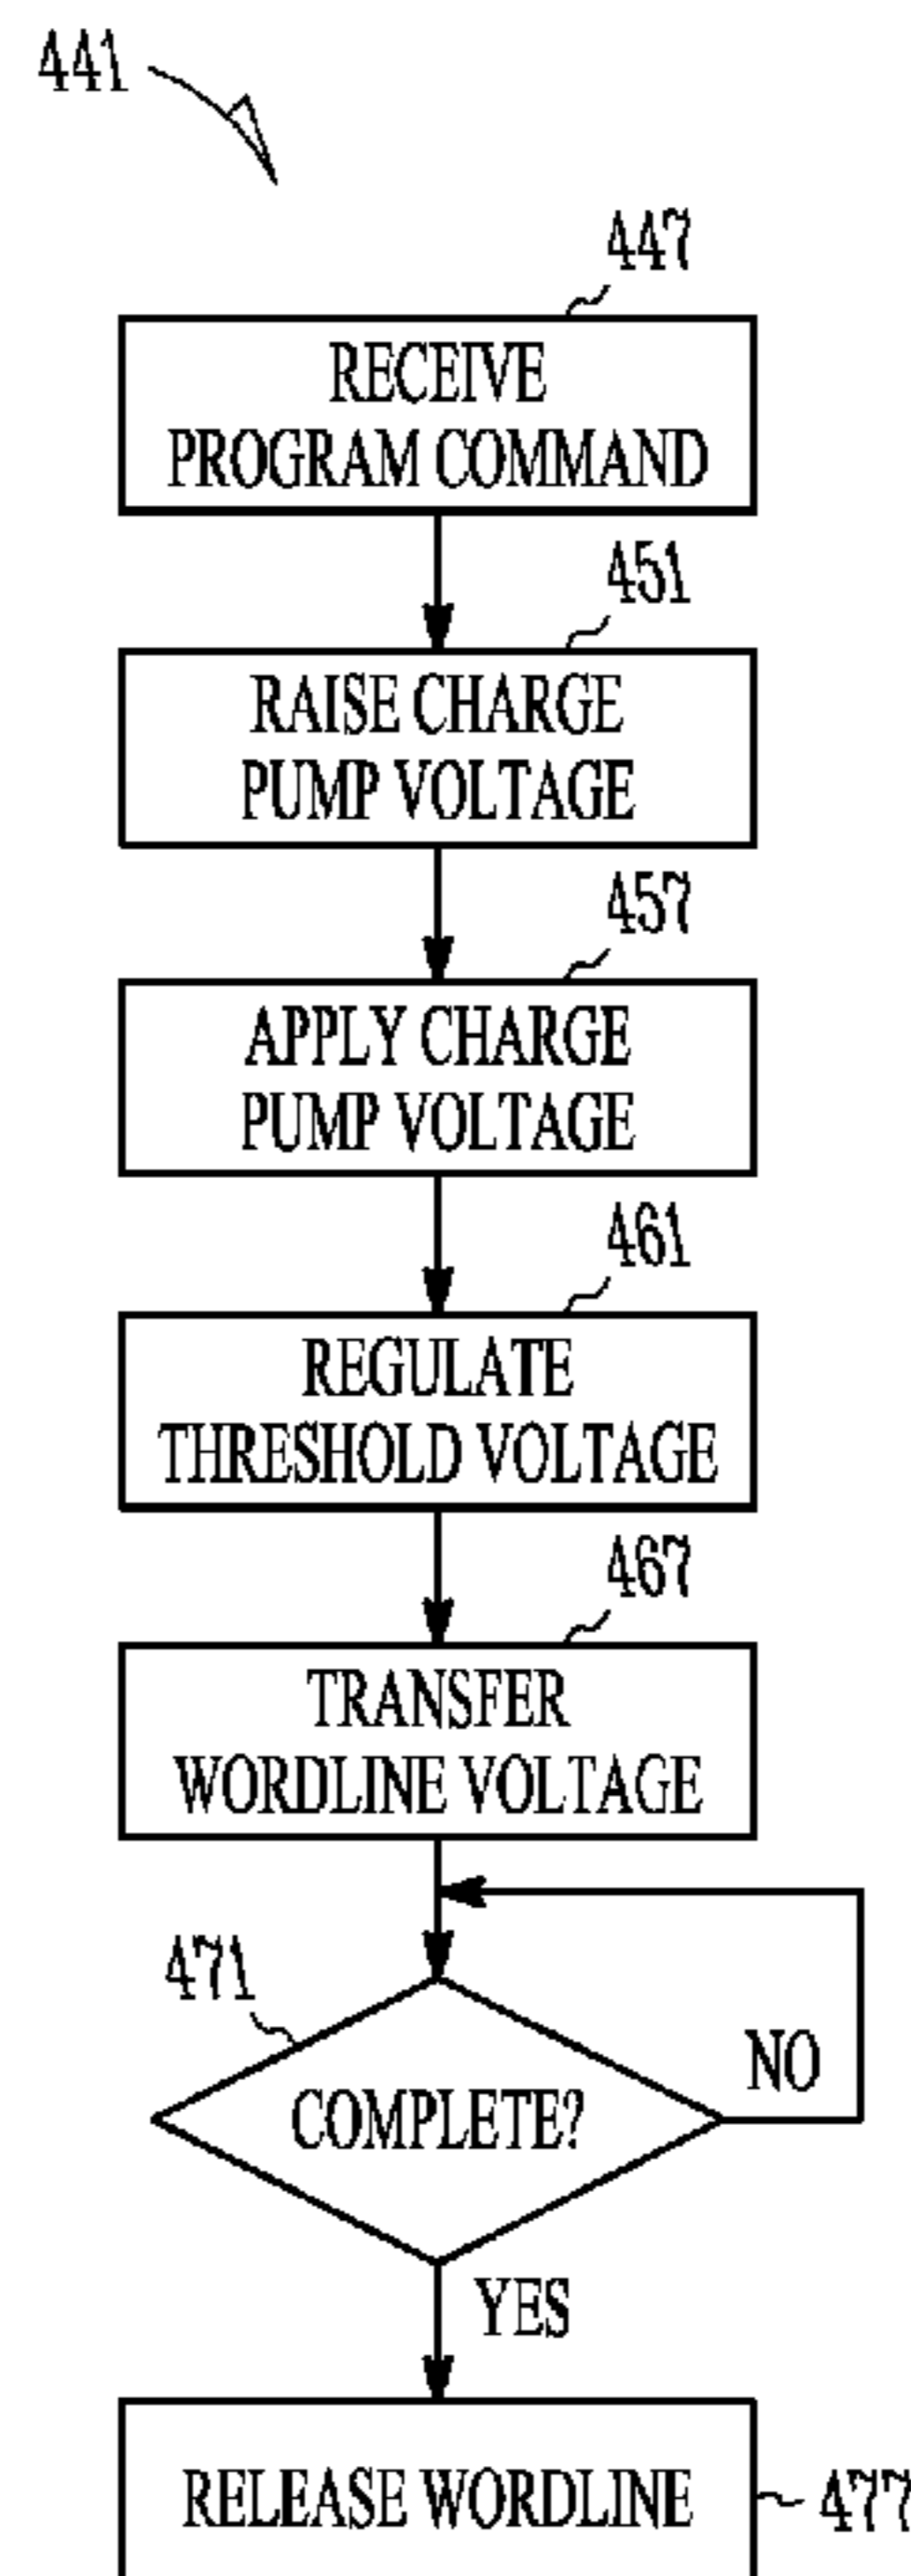 441
447
RECEIVE
PROGRAM COMMAND
451
RAISE CHARGE
PUMP VOLTAGE
457
APPLY CHARGE
PUMP VOLTAGE
461
REGULATE
THRESHOLD VOLTAGE
467
TRANSFER
WORDLINE VOLTAGE
471
COMPLETE?
NO
YES
RELEASE WORDLINE
477